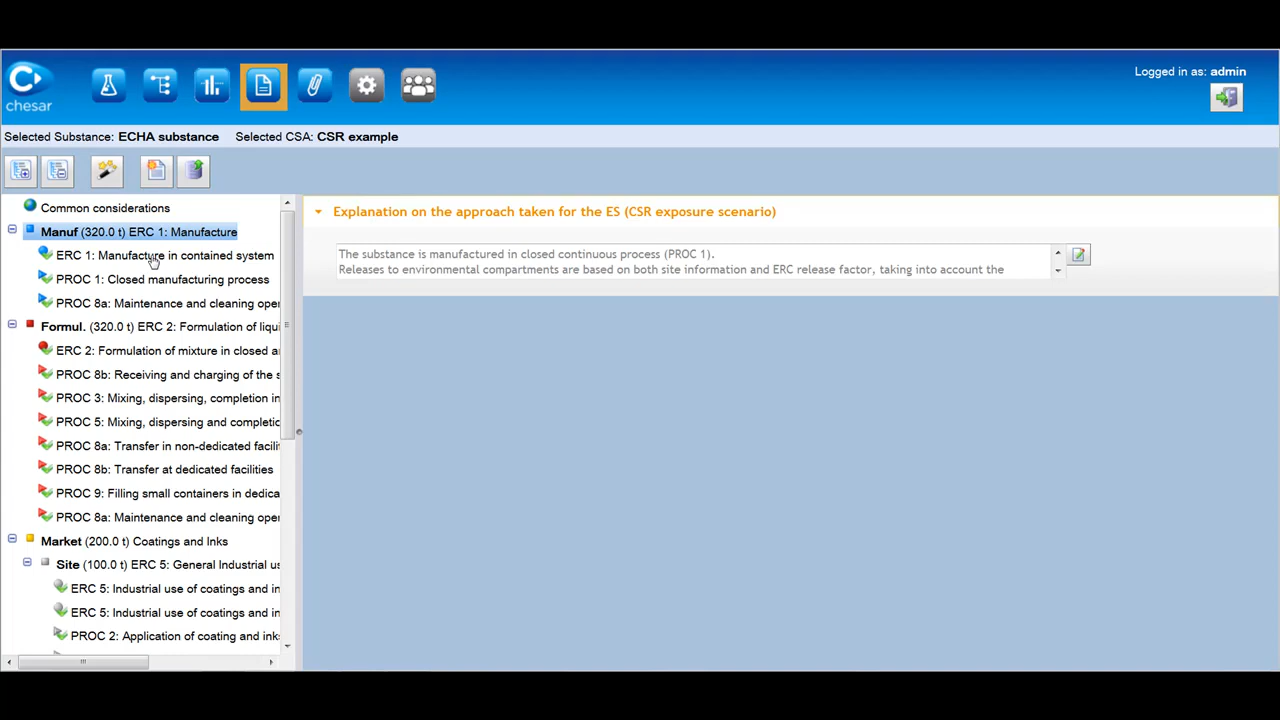 chesar
Logged in as: admin
Selected Substance: ECHA substance Selected CSA: CSR example
Common considerations
Manuf (320.0 t) ERC 1: Manufacture
ERC 1: Manufacture in contained system
PROC 1: Closed manufacturing process
PROC 8a: Maintenance and cleaning oper
Formul. (320.0 t) ERC 2: Formulation of liqui
ERC 2: Formulation of mixture in closed a
PROC 8b: Receiving and charging of the s
PROC 3: Mixing, dispersing, completion in
PROC 5: Mixing, dispersing and completic
PROC 8a: Transfer in non-dedicated facilit
PROC 8b: Transfer at dedicated facilities
PROC 9: Filling small containers in dedica
PROC 8a: Maintenance and cleaning oper
Market (200.0 t) Coatings and Inks
Site (100.0 t) ERC 5: General Industrial us
ERC 5: Industrial use of coatings and in
ERC 5: Industrial use of coatings and in
PROC 2: Application of coating and inks
Explanation on the approach taken for the ES (CSR exposure scenario)
The substance is manufactured in closed continuous process (PROC 1).
Releases to environmental compartments are based on both site information and ERC release factor, taking into account the